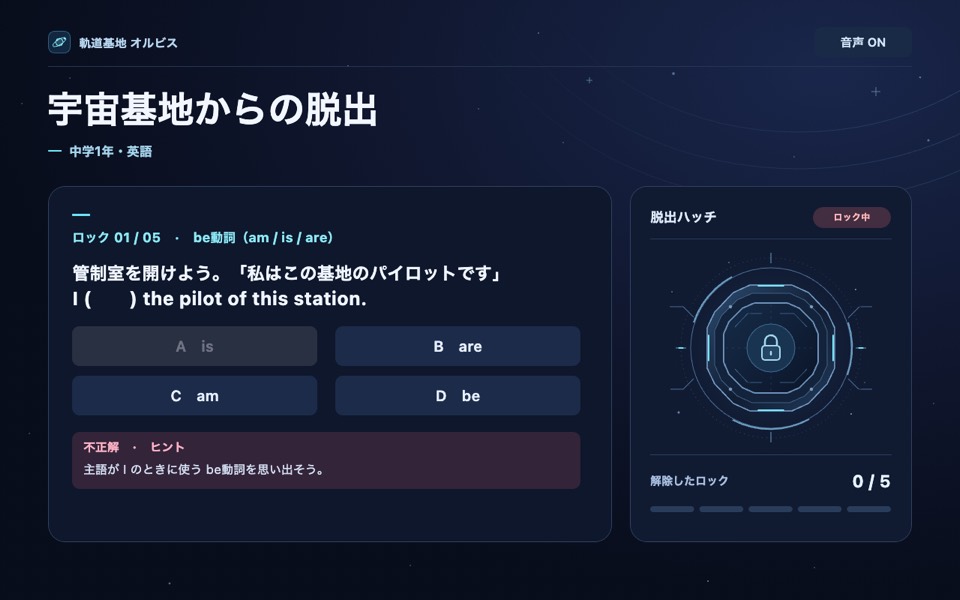 軌道基地 オルビス
音声 ON
宇宙基地からの脱出
中学1年・英語
ロック 01 / 05 ・ be動詞（am / is / are）
管制室を開けよう。「私はこの基地のパイロットです」
I (　　) the pilot of this station.
A is
B are
C am
D be
不正解 ・ ヒント
主語が I のときに使う be動詞を思い出そう。
脱出ハッチ
ロック中
解除したロック
0 / 5